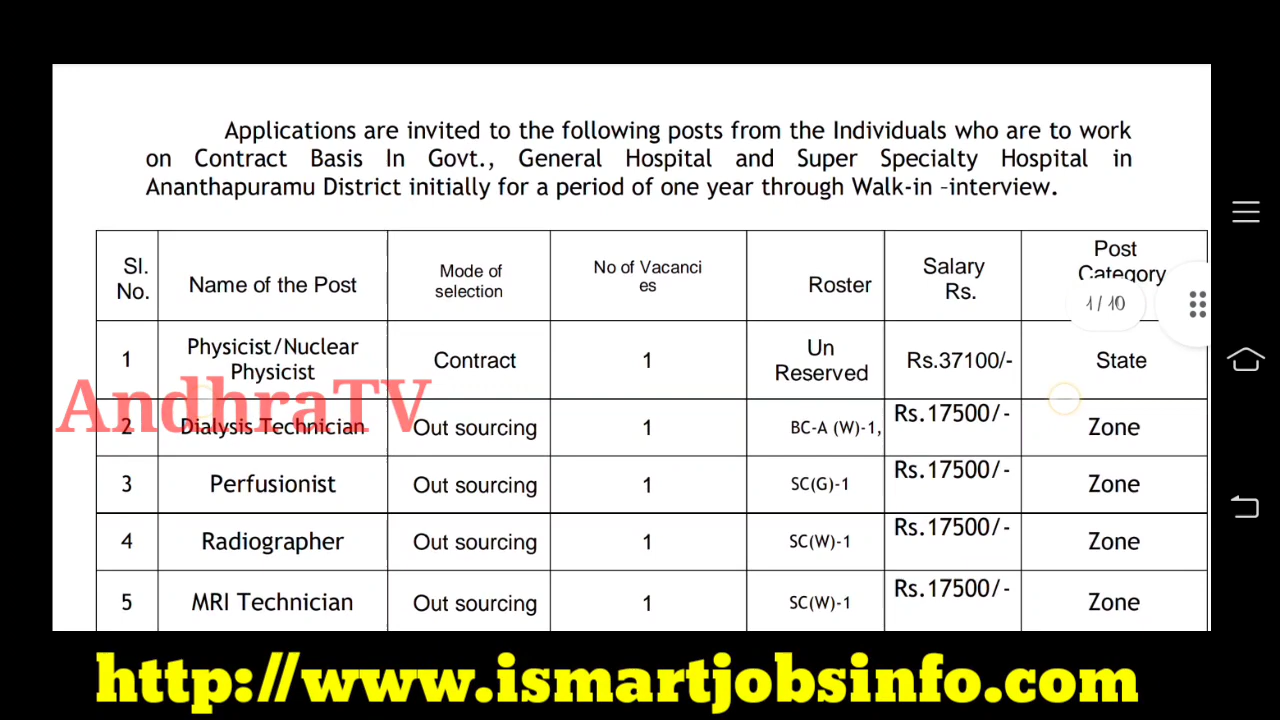 Applications are invited to the following posts from the Individuals who are to work
on Contract Basis In Govt., General Hospital and Super Specialty Hospital in
Ananthapuramu District initially for a period of one year through Walk-in –interview.
Sl. No. Name of the Post Mode of selection No of Vacanci es Roster Salary Rs. Post Category
1/10
1 Physicist/Nuclear Physicist Contract 1 Un Reserved Rs.37100/- State
AndhraTV
2 Dialysis Technician Out sourcing 1 BC-A (W)-1, Rs.17500/- Zone
3 Perfusionist Out sourcing 1 SC(G)-1 Rs.17500/- Zone
4 Radiographer Out sourcing 1 SC(W)-1 Rs.17500/- Zone
5 MRI Technician Out sourcing 1 SC(W)-1 Rs.17500/- Zone
http://www.ismartjobsinfo.com